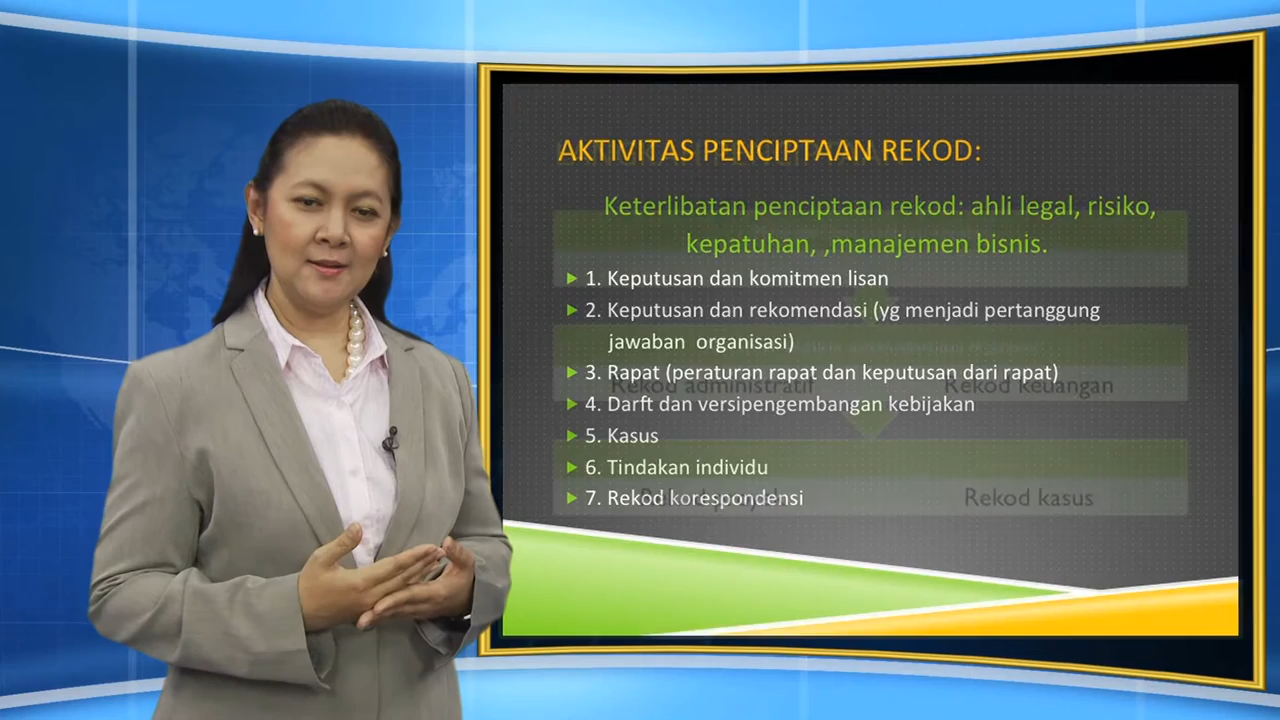 AKTIVITAS PENCIPTAAN REKOD:
Keterlibatan penciptaan rekod: ahli legal, risiko,
kepatuhan, ,manajemen bisnis.
1. Keputusan dan komitmen lisan
2. Keputusan dan rekomendasi (yg menjadi pertanggung
jawaban organisasi)
3. Rapat (peraturan rapat dan keputusan dari rapat)
Rekod administratif Rekod keuangan
4. Darft dan versipengembangan kebijakan
5. Kasus
6. Tindakan individu
7. Rekod korespondensi
Rekod kasus